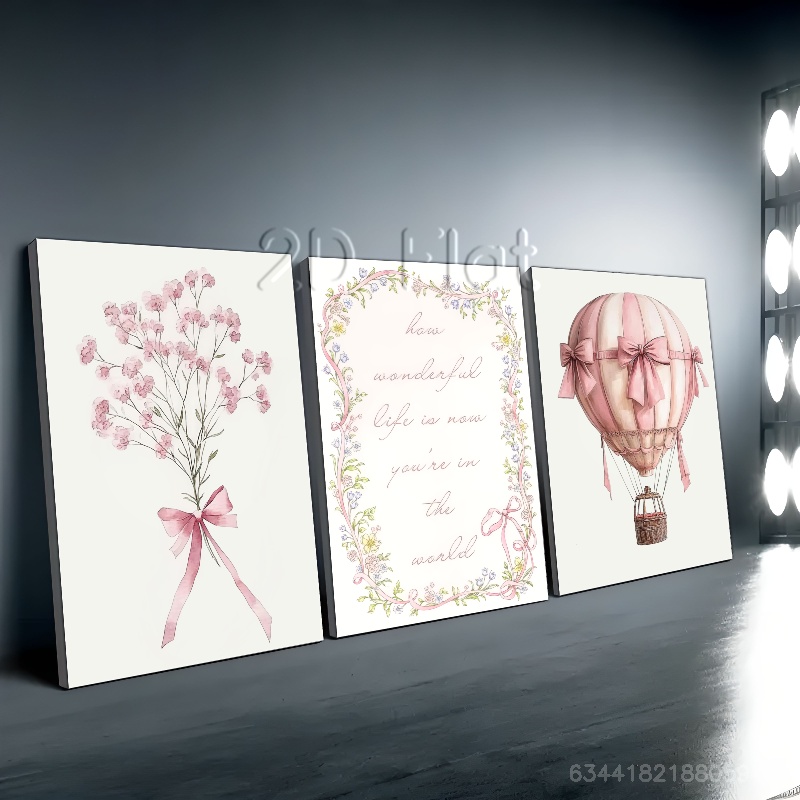 2D Flat
how
wonderful
life is now
you're in
the
world